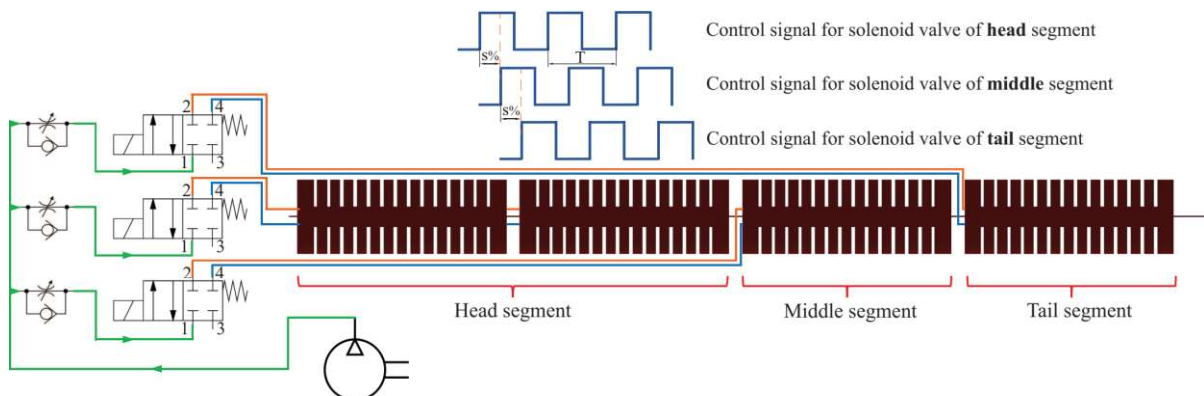 Control signal for solenoid valve of head segment
s%
T
Control signal for solenoid valve of middle segment
s%
Control signal for solenoid valve of tail segment
2 4
1 3
2 4
1 3
2 4
1 3
Head segment
Middle segment
Tail segment